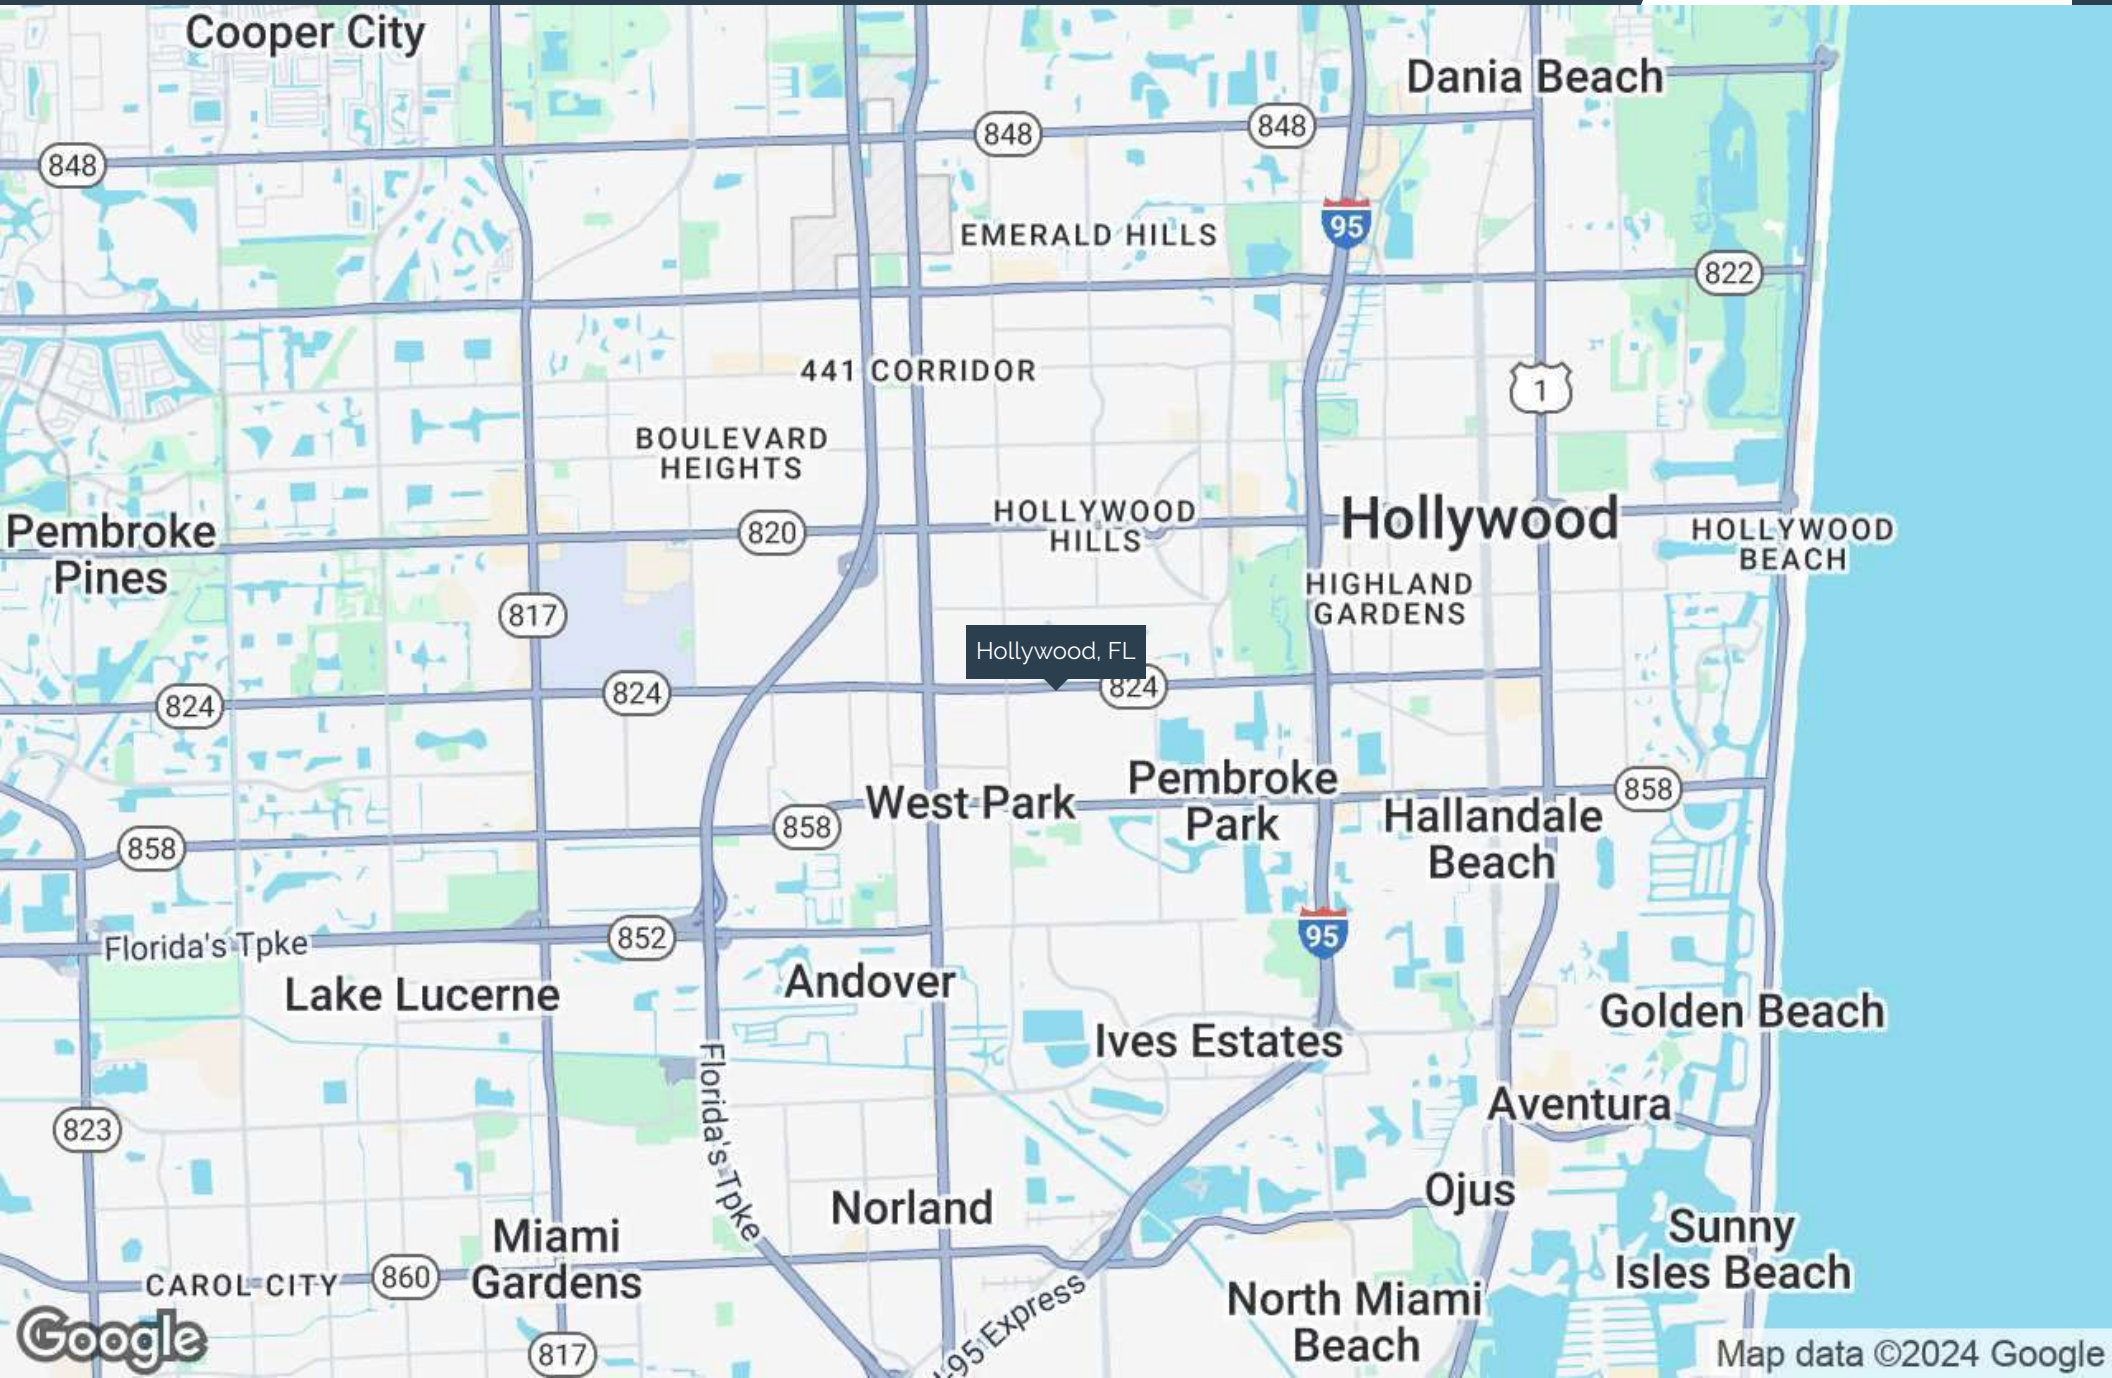 Cooper City
Dania Beach
848
848
848
EMERALD HILLS
95
822
441 CORRIDOR
1
BOULEVARD
HEIGHTS
Pembroke
Pines
820
HOLLYWOOD
HILLS
Hollywood
HOLLYWOOD
BEACH
817
HIGHLAND
GARDENS
Hollywood, FL
824
824
824
West Park
Pembroke
Park
858
858
858
Hallandale
Beach
Florida's Tpke
852
95
Lake Lucerne
Andover
Ives Estates
Golden Beach
Florida's Tpke
823
Aventura
Norland
Ojus
Miami
Gardens
Sunny
Isles Beach
CAROL CITY
860
I-95 Express
North Miami
Beach
817
Google
Map data ©2024 Google